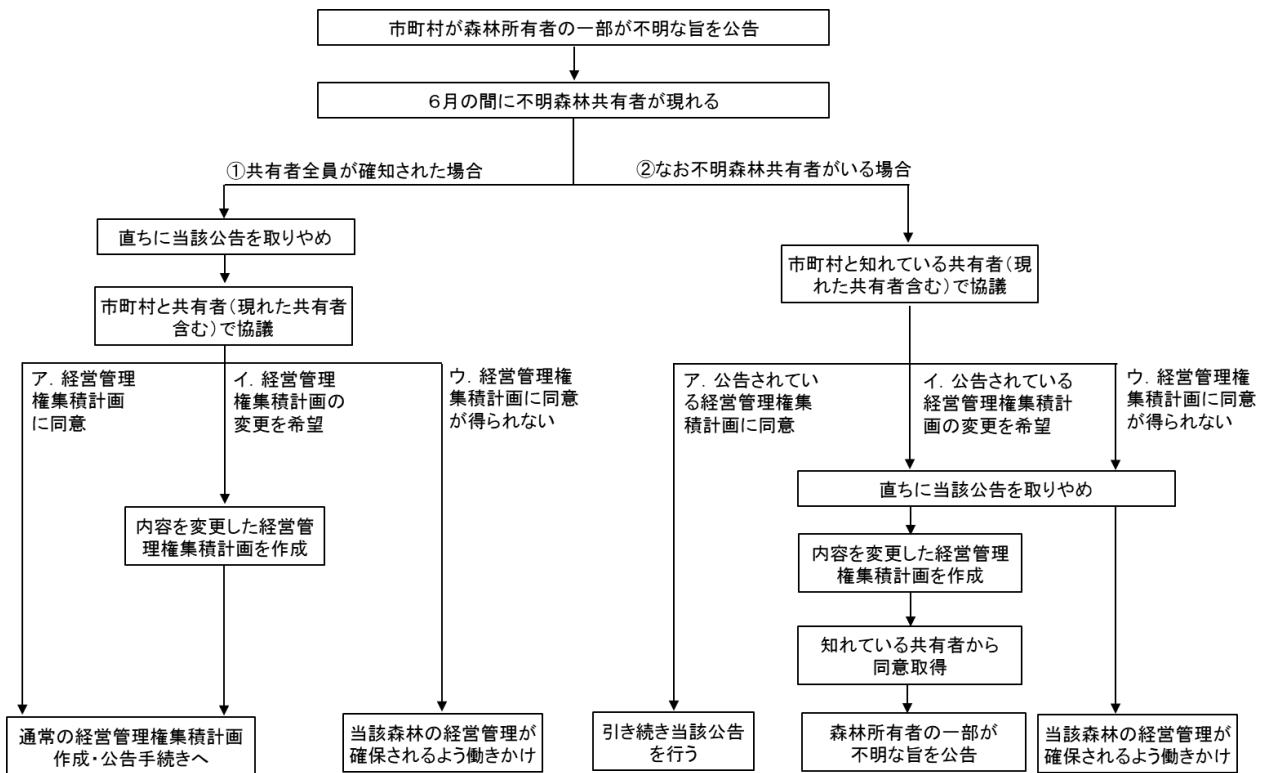 市町村が森林所有者の一部が不明な旨を公告
６月の間に不明森林共有者が現れる
①共有者全員が確知された場合
②なお不明森林共有者がいる場合
直ちに当該公告を取りやめ
市町村と共有者（現れた共有者
含む）で協議
市町村と知れている共有者（現
れた共有者含む）で協議
ア．経営管理
権集積計画
に同意
イ．経営管理
権集積計画の
変更を希望
ウ．経営管理権
集積計画に同意
が得られない
ア．公告されてい
る経営管理権集
積計画に同意
イ．公告されている
経営管理権集積計
画の変更を希望
ウ．経営管理権
集積計画に同意
が得られない
直ちに当該公告を取りやめ
内容を変更した経営管
理権集積計画を作成
内容を変更した経営管理
権集積計画を作成
知れている共有者から
同意取得
通常の経営管理権集積計画
作成・公告手続きへ
当該森林の経営管理が
確保されるよう働きかけ
引き続き当該公告
を行う
森林所有者の一部が
不明な旨を公告
当該森林の経営管理が
確保されるよう働きかけ